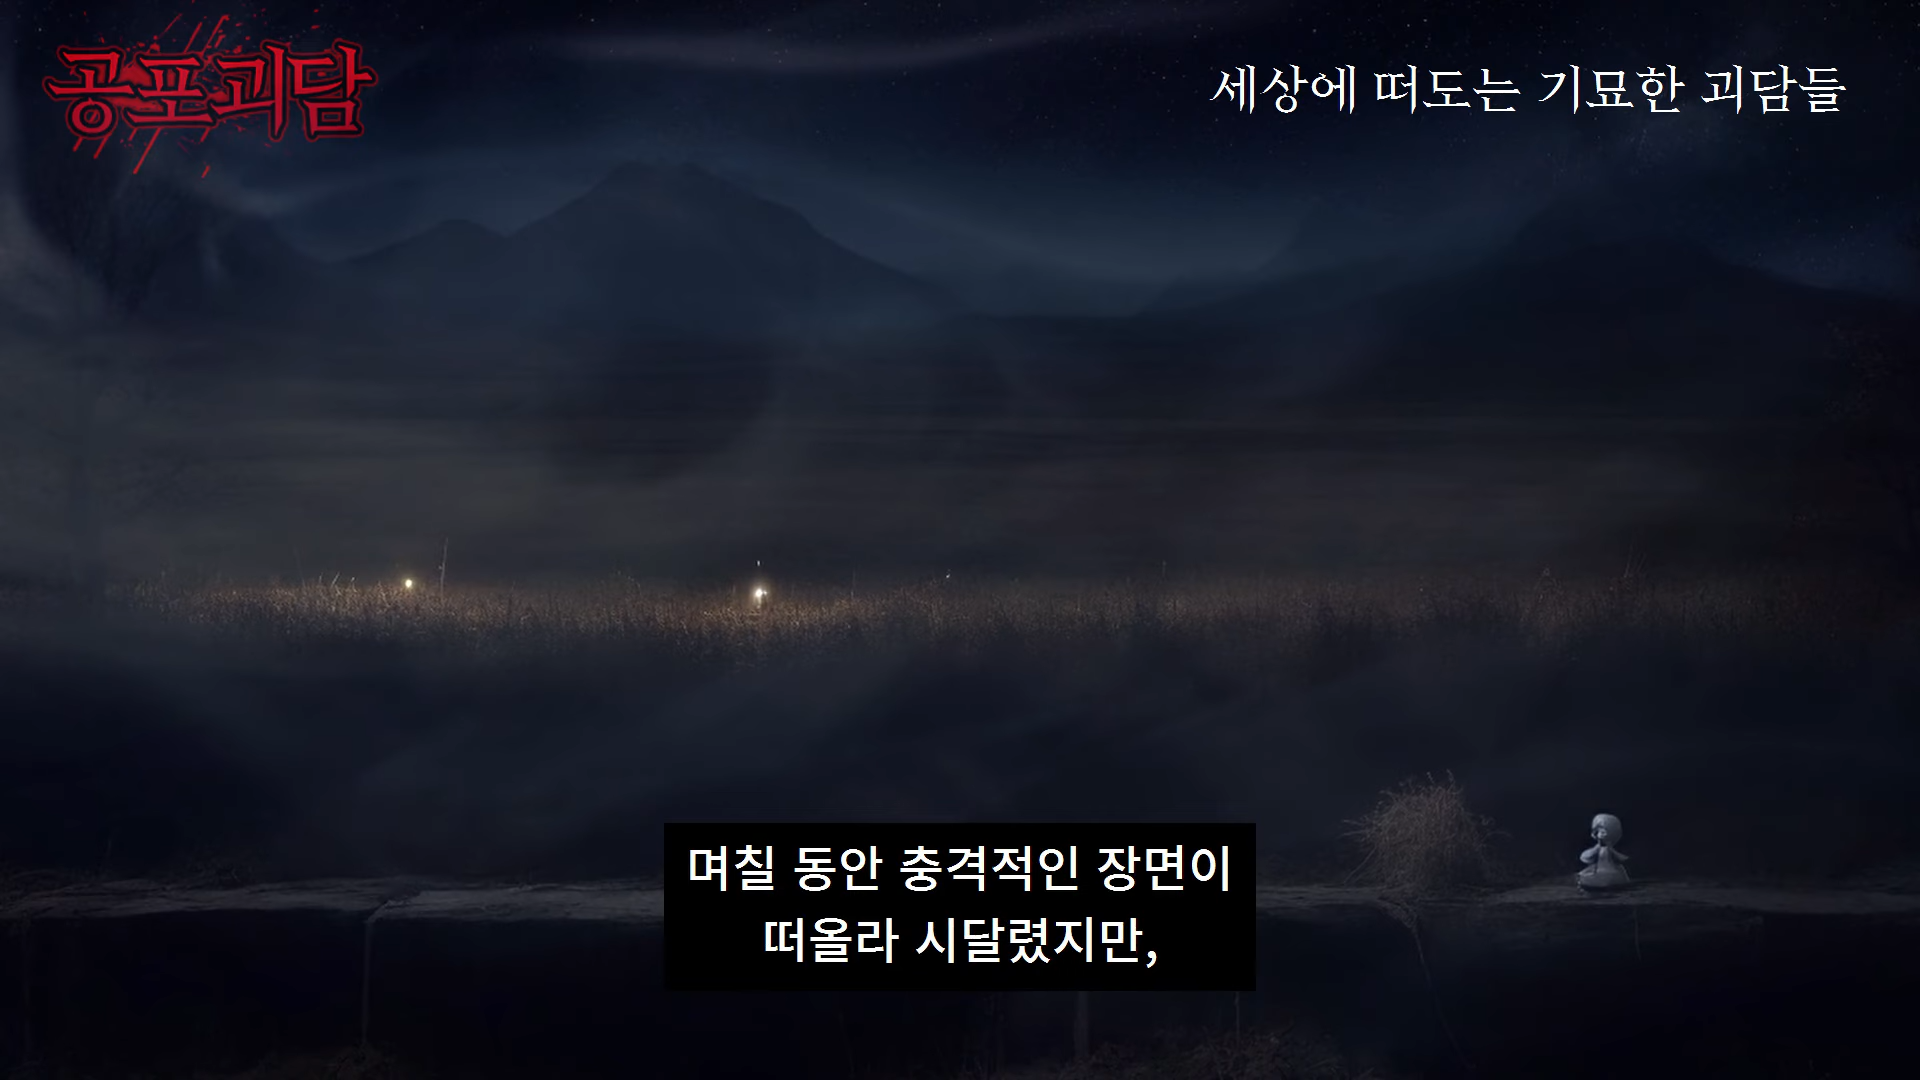 공포괴담
세상에 떠도는 기묘한 괴담들
며칠 동안 충격적인 장면이
떠올라 시달렸지만,